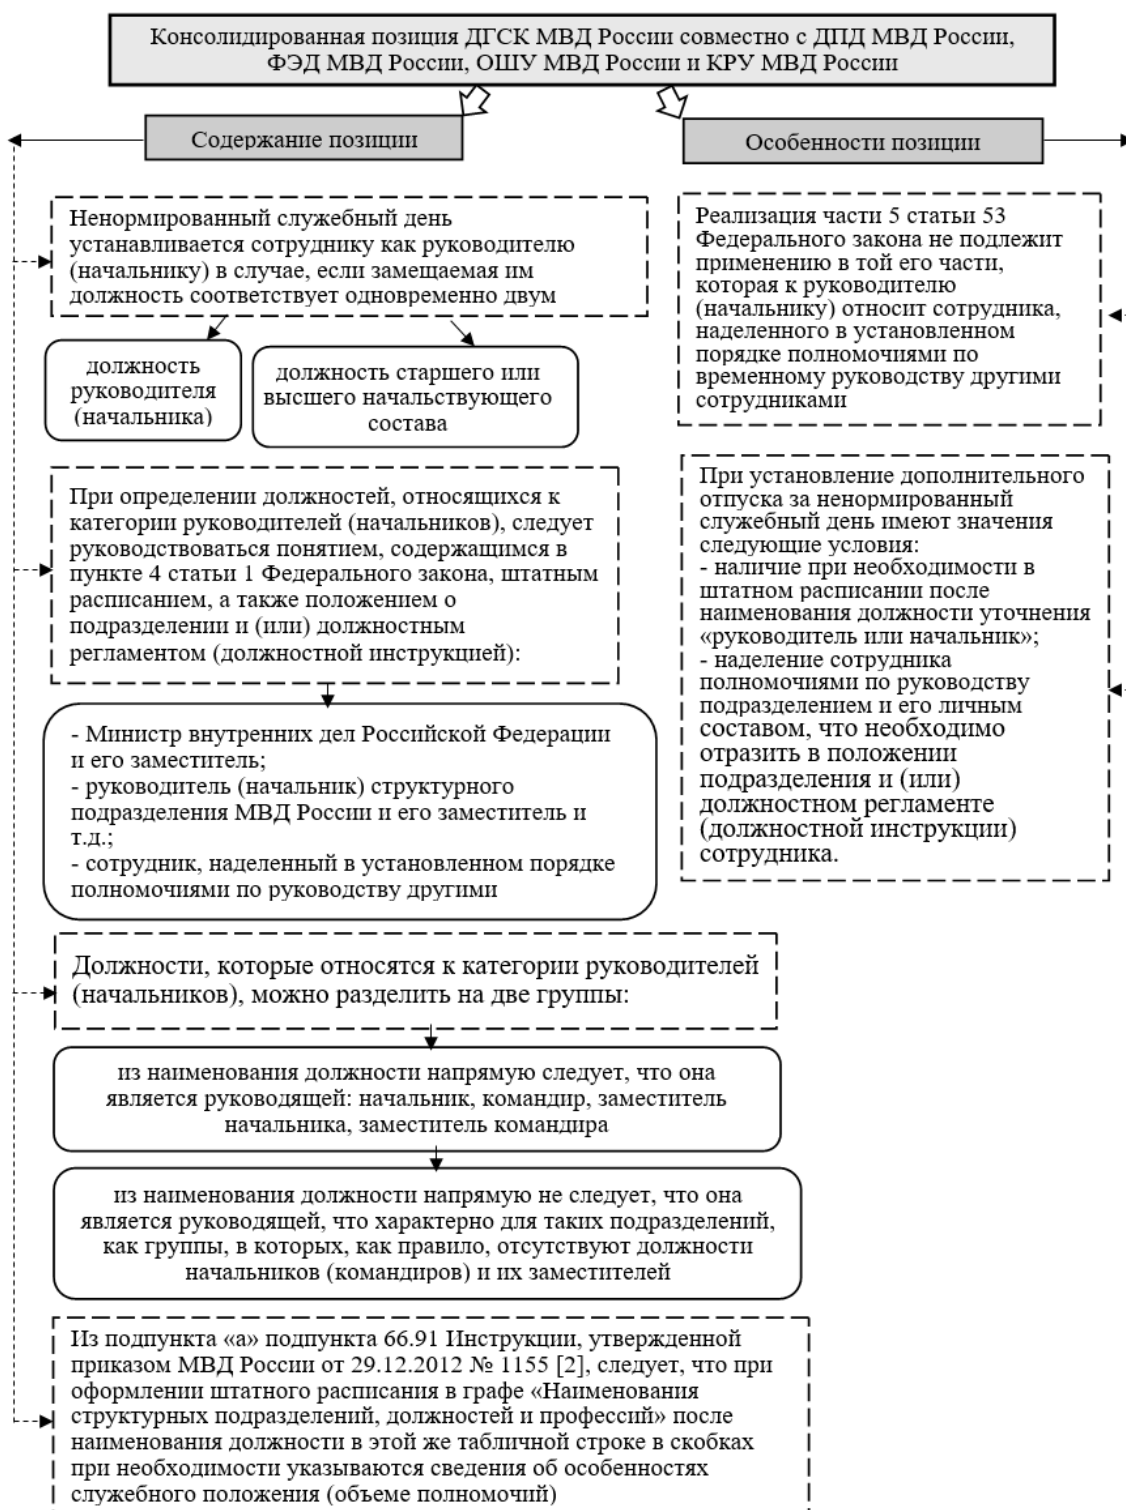 Консолидированная позиция ДГСК МВД России совместно с ДПД МВД России,
ФЭД МВД России, ОШУ МВД России и КРУ МВД России
Содержание позиции
Ненормированный служебный день
устанавливается сотруднику как руководителю
(начальнику) в случае, если замещаемая им
должность соответствует одновременно двум
должность
руководителя
(начальника)
должность старшего или
высшего начальствующего
состава
При определении должностей, относящихся к
категории руководителей (начальников), следует
руководствоваться понятием, содержащимся в
пункте 4 статьи 1 Федерального закона, штатным
расписанием, а также положением о
подразделении и (или) должностным
регламентом (должностной инструкцией):
- Министр внутренних дел Российской Федерации
и его заместитель;
- руководитель (начальник) структурного
подразделения МВД России и его заместитель и
т.д.;
- сотрудник, наделенный в установленном порядке
полномочиями по руководству другими
Должности, которые относятся к категории руководителей
(начальников), можно разделить на две группы:
из наименования должности напрямую следует, что она
является руководящей: начальник, командир, заместитель
начальника, заместитель командира
из наименования должности напрямую не следует, что она
является руководящей, что характерно для таких подразделений,
как группы, в которых, как правило, отсутствуют должности
начальников (командиров) и их заместителей
Из подпункта «а» подпункта 66.91 Инструкции, утвержденной
приказом МВД России от 29.12.2012 № 1155 [2], следует, что при
оформлении штатного расписания в графе «Наименования
структурных подразделений, должностей и профессий» после
наименования должности в этой же табличной строке в скобках
при необходимости указываются сведения об особенностях
служебного положения (объеме полномочий)
Особенности позиции
Реализация части 5 статьи 53
Федерального закона не подлежит
применению в той его части,
которая к руководителю
(начальнику) относит сотрудника,
наделенного в установленном
порядке полномочиями по
временному руководству другими
сотрудниками
При установление дополнительного
отпуска за ненормированный
служебный день имеют значения
следующие условия:
- наличие при необходимости в
штатном расписании после
наименования должности уточнения
«руководитель или начальник»;
- наделение сотрудника
полномочиями по руководству
подразделением и его личным
составом, что необходимо
отразить в положении
подразделения и (или)
должностном регламенте
(должностной инструкции)
сотрудника.